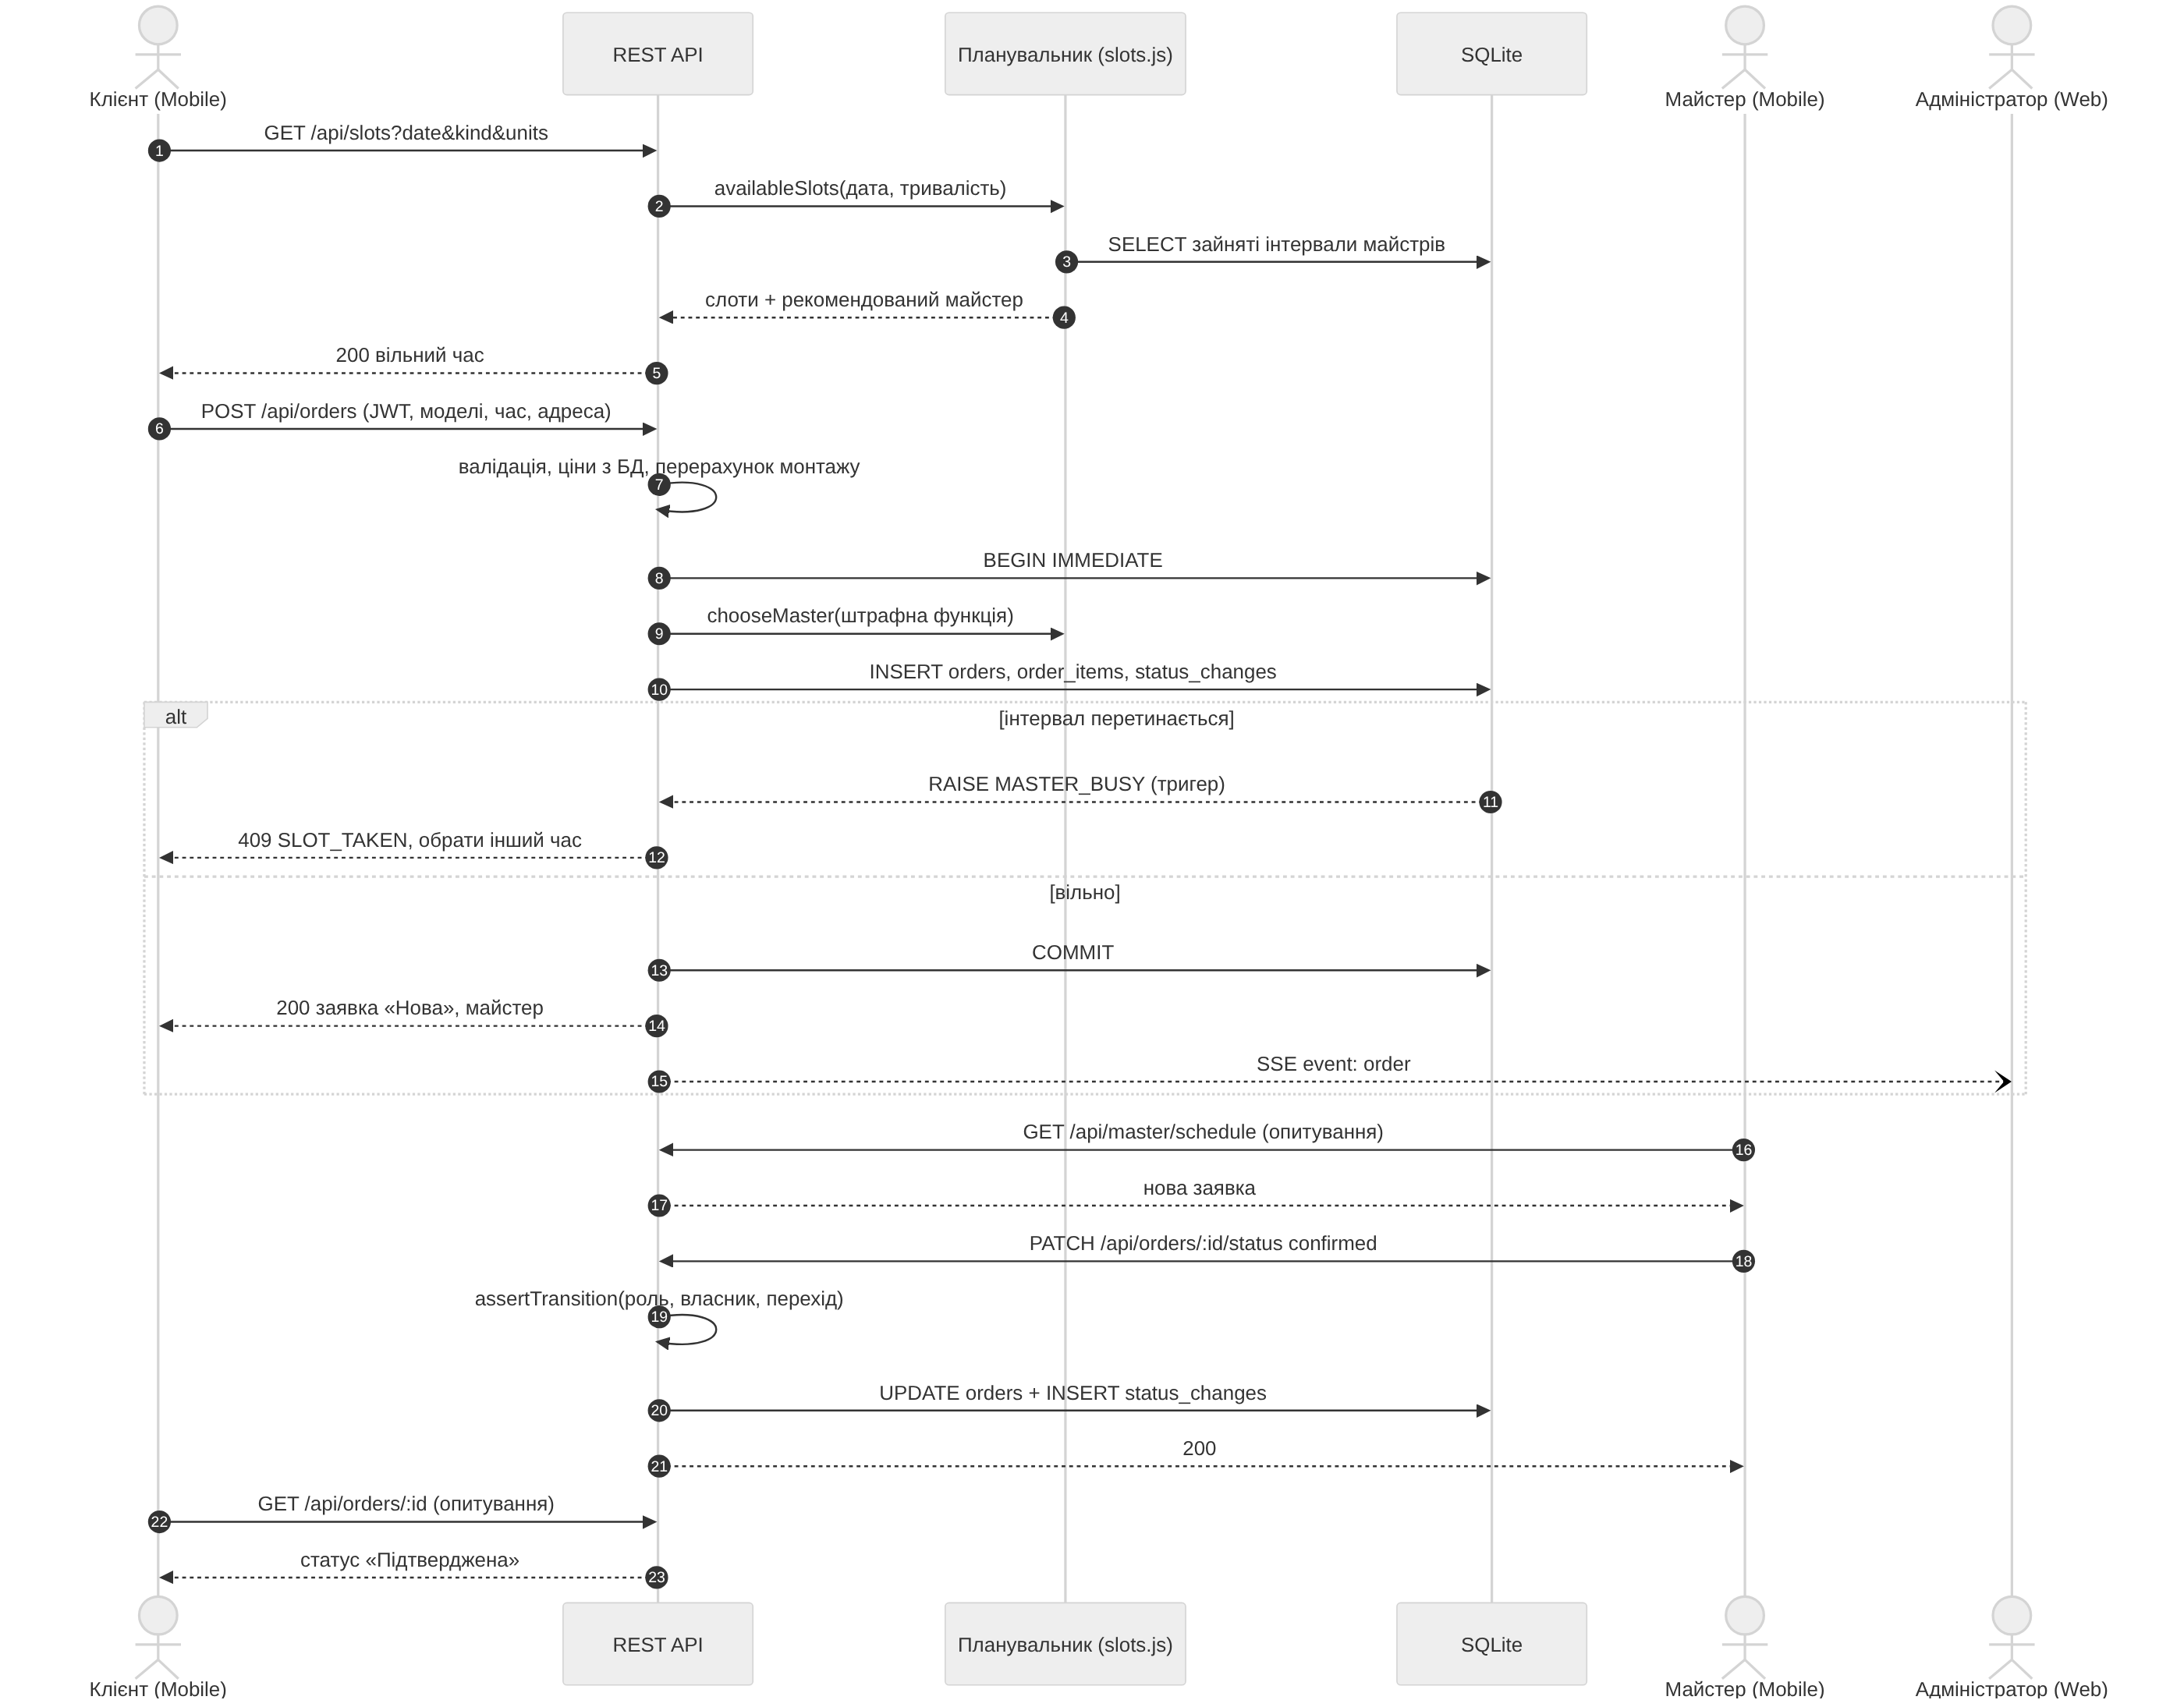 Клієнт (Mobile)
REST API
Планувальник (slots.js)
SQLite
Майстер (Mobile)
Адміністратор (Web)
GET /api/slots?date&kind&units
1
availableSlots(дата, тривалість)
2
SELECT зайняті інтервали майстрів
3
слоти + рекомендований майстер
4
200 вільний час
5
POST /api/orders (JWT, моделі, час, адреса)
6
валідація, ціни з БД, перерахунок монтажу
7
BEGIN IMMEDIATE
8
chooseMaster(штрафна функція)
9
INSERT orders, order_items, status_changes
10
alt
[інтервал перетинається]
RAISE MASTER_BUSY (тригер)
11
409 SLOT_TAKEN, обрати інший час
12
[вільно]
COMMIT
13
200 заявка «Нова», майстер
14
SSE event: order
15
GET /api/master/schedule (опитування)
16
нова заявка
17
PATCH /api/orders/:id/status confirmed
18
assertTransition(роль, власник, перехід)
19
UPDATE orders + INSERT status_changes
20
200
21
GET /api/orders/:id (опитування)
22
статус «Підтверджена»
23
Клієнт (Mobile)
REST API
Планувальник (slots.js)
SQLite
Майстер (Mobile)
Адміністратор (Web)